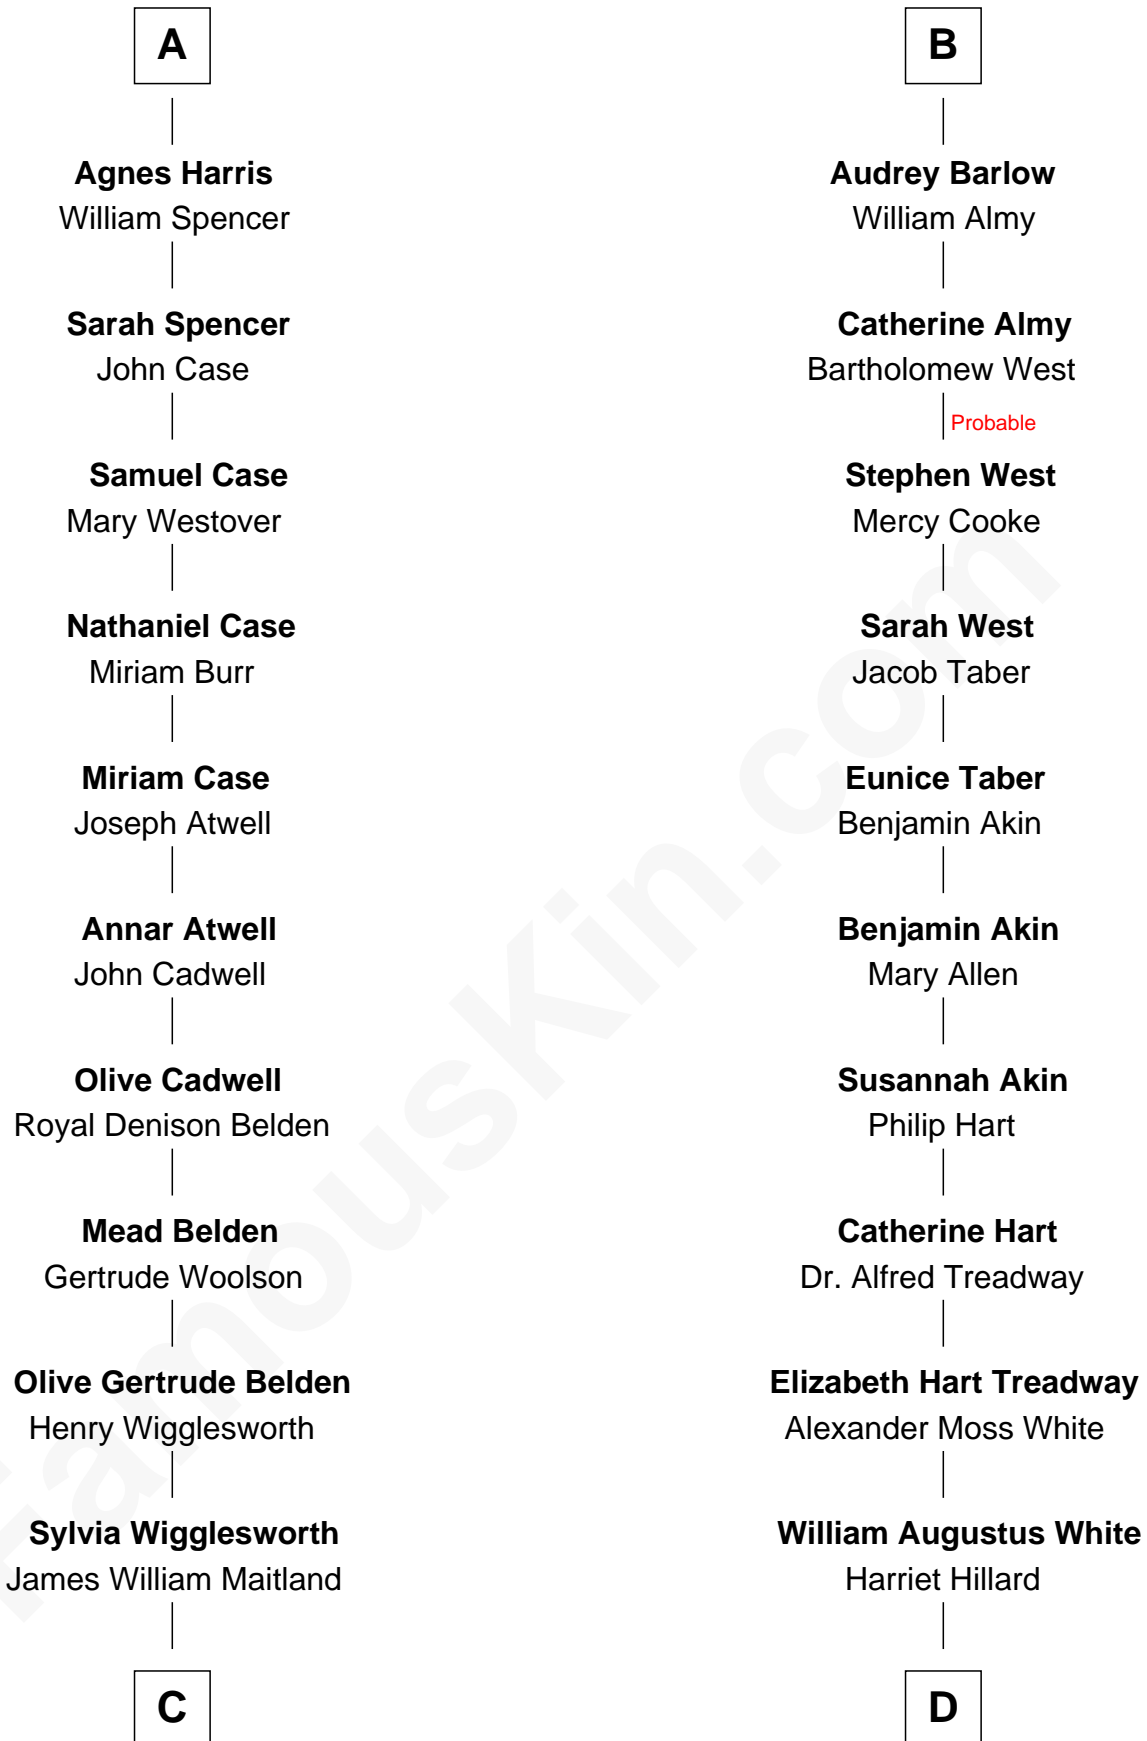 A
Agnes Harris
William Spencer
Sarah Spencer
John Case
Samuel Case
Mary Westover
Nathaniel Case
Miriam Burr
Miriam Case
Joseph Atwell
Annar Atwell
John Cadwell
Olive Cadwell
Royal Denison Belden
Mead Belden
Gertrude Woolson
Olive Gertrude Belden
Henry Wigglesworth
Sylvia Wigglesworth
James William Maitland
C
B
Audrey Barlow
William Almy
Catherine Almy
Bartholomew West
Probable
Stephen West
Mercy Cooke
Sarah West
Jacob Taber
Eunice Taber
Benjamin Akin
Benjamin Akin
Mary Allen
Susannah Akin
Philip Hart
Catherine Hart
Dr. Alfred Treadway
Elizabeth Hart Treadway
Alexander Moss White
William Augustus White
Harriet Hillard
D
FamousKin.com